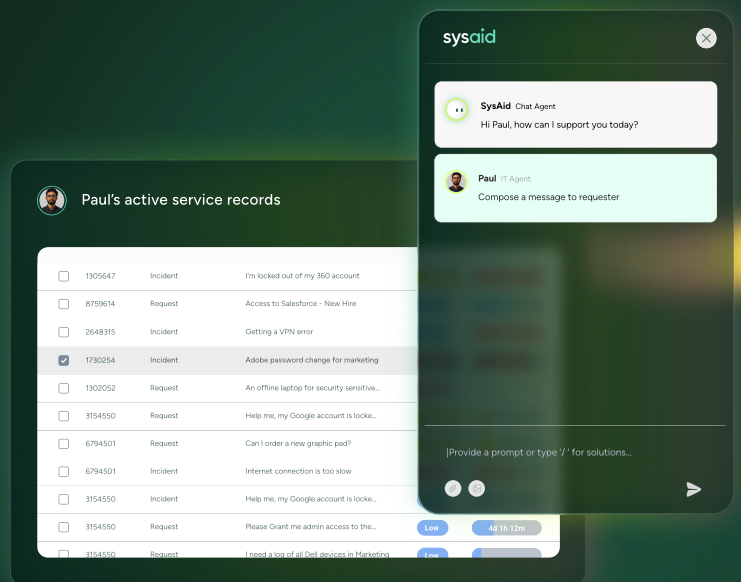 sysaid
SysAid Chat Agent
Hi Paul, how can I support you today?
Paul IT Agent
Compose a message to requester
Paul's active service records
1305647 Incident I'm locked out of my 360 account
8759614 Request Access to Salesforce - New Hire
2648315 Incident Getting a VPN error
1730254 Incident Adobe password change for marketing
1302052 Request An offline laptop for security sensitive...
3154550 Request Help me, my Google account is locke...
6794501 Request Can I order a new graphic pad?
6794501 Incident Internet connection is too slow
3154550 Incident Help me, my Google account is locke...
3154550 Request Please Grant me admin access to the... Low 4d 1h 12m
3154550 Request I need a log of all Dell devices in Marketing Low
Provide a prompt or type '/ ' for solutions...